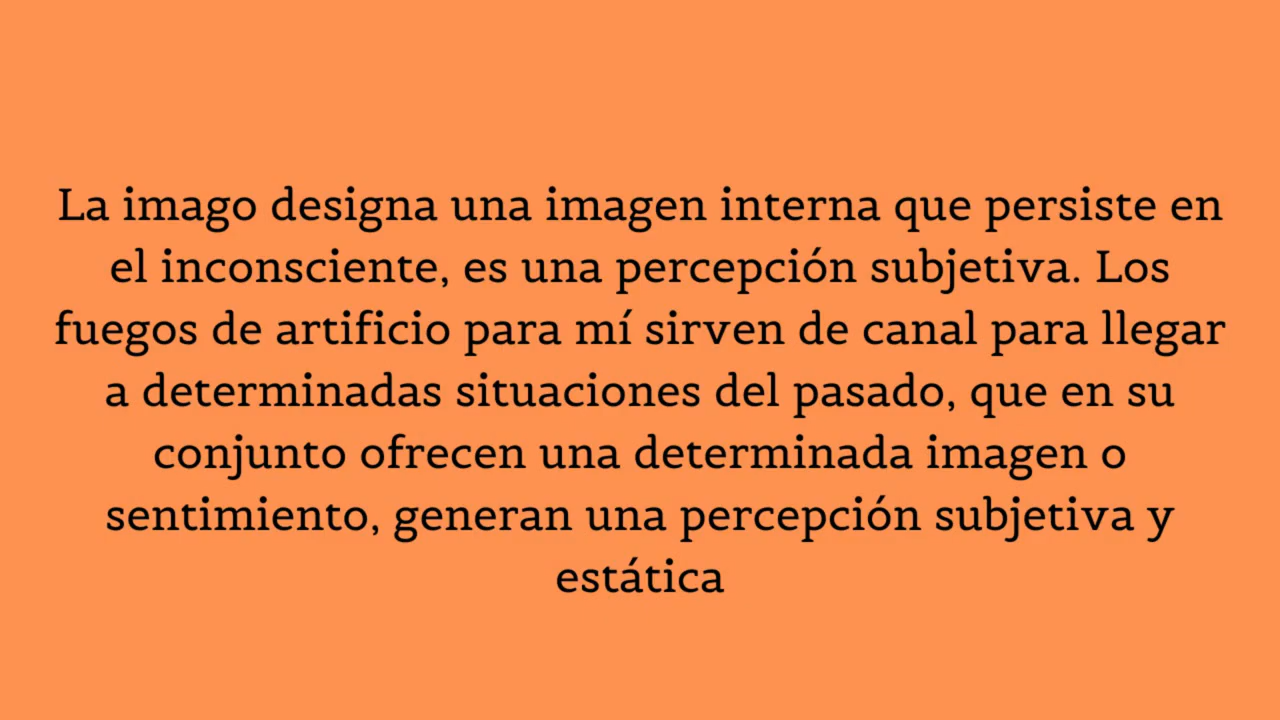 La imago designa una imagen interna que persiste en
el inconsciente, es una percepción subjetiva. Los
fuegos de artificio para mí sirven de canal para llegar
a determinadas situaciones del pasado, que en su
conjunto ofrecen una determinada imagen o
sentimiento, generan una percepción subjetiva y
estática